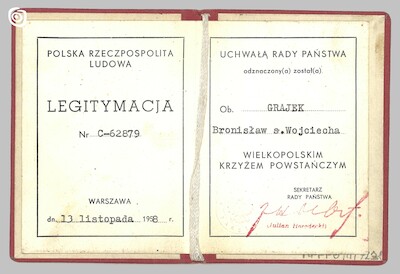 POLSKA RZECZPOSPOLITA
LUDOWA
LEGITYMACJA
Nr C-62879
WARSZAWA
dn. 13 listopada 1958 r.
UCHWAŁĄ RADY PAŃSTWA
odznaczony(a) został(a)
Ob. GRAJEK
Bronisław s.Wojciecha
WIELKOPOLSKIM
KRZYŻEM POWSTAŃCZYM
SEKRETARZ
RADY PAŃSTWA
(Julian Horodecki)